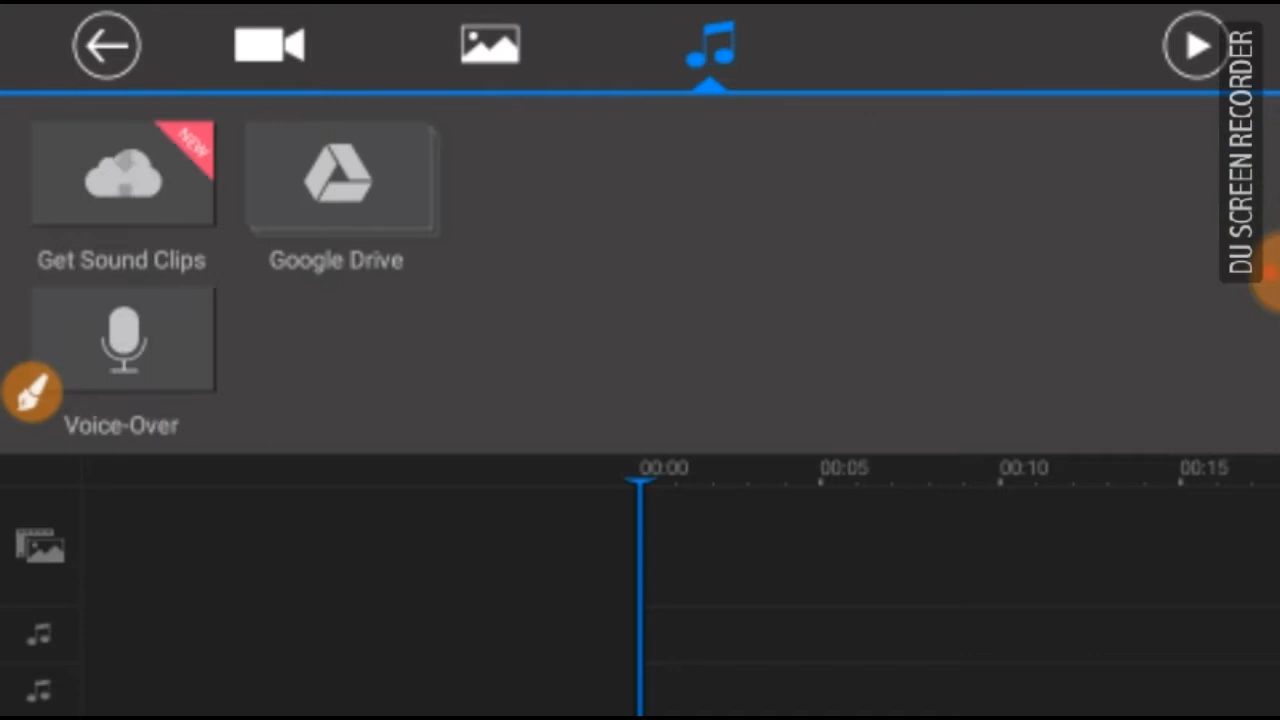 NEW
Get Sound Clips
Google Drive
Voice-Over
DU SCREEN RECORDER
00:00
00:05
00:10
00:15